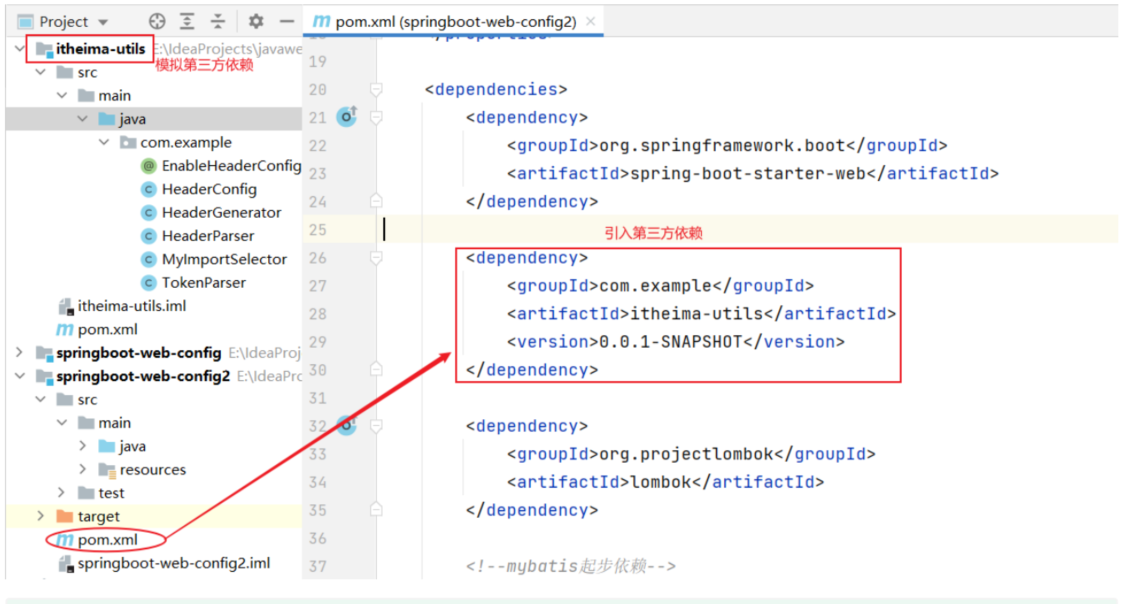 Project
pom.xml (springboot-web-config2)
itheima-utils E:\IdeaProjects\javawe
模拟第三方依赖
src
main
java
com.example
EnableHeaderConfig
HeaderConfig
HeaderGenerator
HeaderParser
MyImportSelector
TokenParser
itheima-utils.iml
pom.xml
springboot-web-config E:\IdeaProj
springboot-web-config2 E:\IdeaPro
src
main
java
resources
test
target
pom.xml
springboot-web-config2.iml
19
20 <dependencies>
21 <dependency>
22 <groupId>org.springframework.boot</groupId>
23 <artifactId>spring-boot-starter-web</artifactId>
24 </dependency>
25
引入第三方依赖
26 <dependency>
27 <groupId>com.example</groupId>
28 <artifactId>itheima-utils</artifactId>
29 <version>0.0.1-SNAPSHOT</version>
30 </dependency>
31
32 <dependency>
33 <groupId>org.projectlombok</groupId>
34 <artifactId>lombok</artifactId>
35 </dependency>
36
37 <!--mybatis起步依赖-->